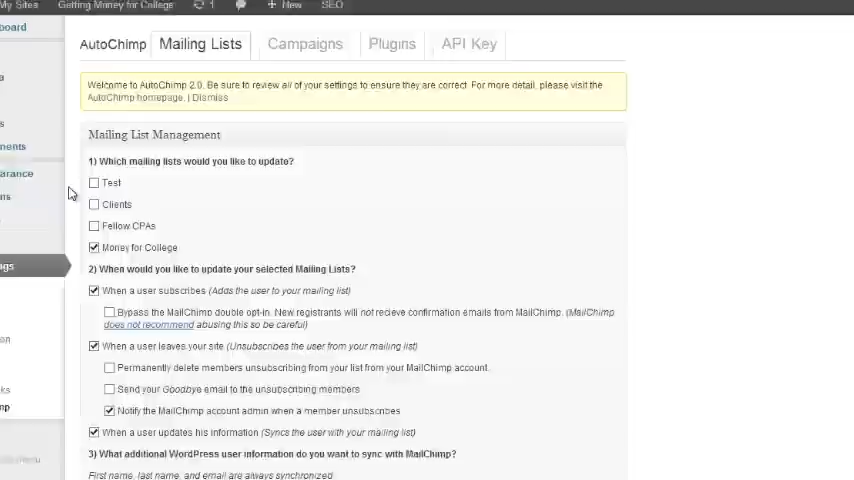 My Sites Getting Money for College 1 New SEO
board
AutoChimp Mailing Lists Campaigns Plugins API Key
Welcome to AutoChimp 2.0. Be sure to review all of your settings to ensure they are correct. For more detail, please visit the
AutoChimp homepage. | Dismiss
Mailing List Management
1) Which mailing lists would you like to update?
Test
Clients
Fellow CPAs
Money for College
2) When would you like to update your selected Mailing Lists?
When a user subscribes (Adds the user to your mailing list)
Bypass the MailChimp double opt-in. New registrants will not recieve confirmation emails from MailChimp. (MailChimp
does not recommend abusing this so be careful)
When a user leaves your site (Unsubscribes the user from your mailing list)
Permanently delete members unsubscribing from your list from your MailChimp account.
Send your Goodbye email to the unsubscribing members
Notify the MailChimp account admin when a member unsubscribes
When a user updates his information (Syncs the user with your mailing list)
3) What additional WordPress user information do you want to sync with MailChimp?
First name, last name, and email are always synchronized
a
s
ments
arance
ns
gs
on
ks
mp
menu